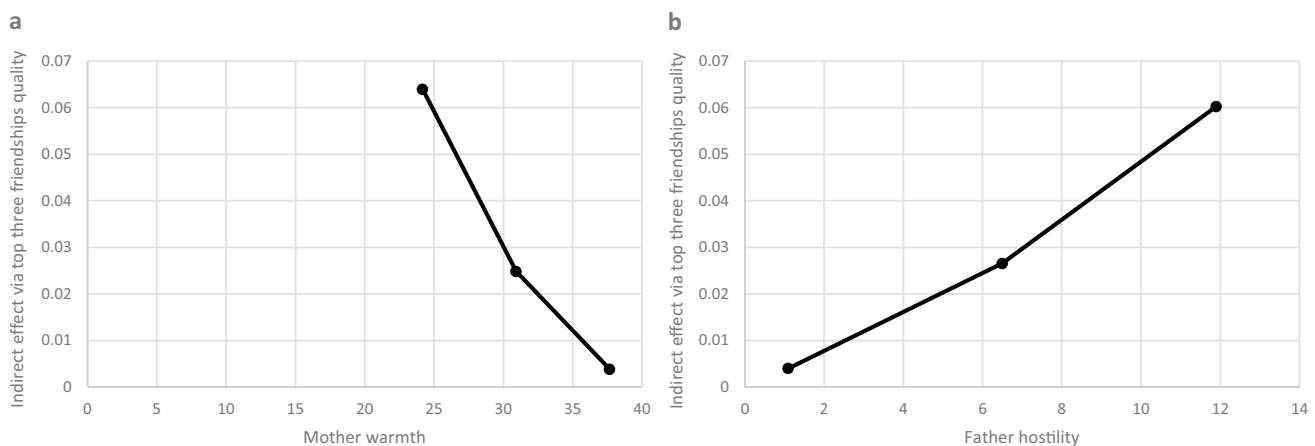 a
Indirect effect via top three friendships quality
0.07
0.06
0.05
0.04
0.03
0.02
0.01
0
0 5 10 15 20 25 30 35 40
Mother warmth
b
Indirect effect via top three friendships quality
0.07
0.06
0.05
0.04
0.03
0.02
0.01
0
0 2 4 6 8 10 12 14
Father hostility